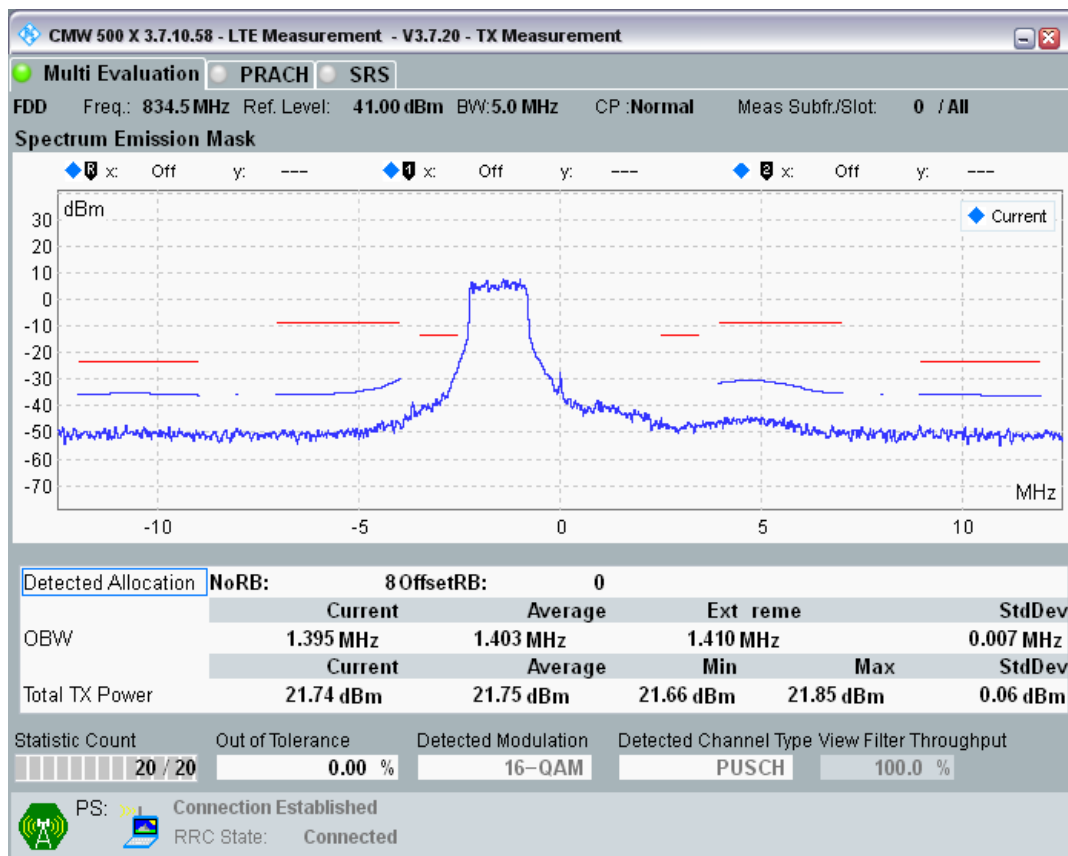 CMW 500 X 3.7.10.58 - LTE Measurement - V3.7.20 - TX Measurement
Multi Evaluation PRACH SRS
FDD Freq.: 834.5 MHz Ref. Level: 41.00 dBm BW:5.0 MHz CP :Normal Meas Subfr./Slot: 0 / All
Spectrum Emission Mask
R x: Off y: --- 1 x: Off y: --- 2 x: Off y: ---
dBm
Current
30
20
10
0
-10
-20
-30
-40
-50
-60
-70
MHz
-10 -5 0 5 10
Detected Allocation NoRB: 8 OffsetRB: 0
Current Average Ext reme StdDev
OBW 1.395 MHz 1.403 MHz 1.410 MHz 0.007 MHz
Current Average Min Max StdDev
Total TX Power 21.74 dBm 21.75 dBm 21.66 dBm 21.85 dBm 0.06 dBm
Statistic Count Out of Tolerance Detected Modulation Detected Channel Type View Filter Throughput
20 / 20 0.00 % 16-QAM PUSCH 100.0 %
PS: Connection Established
RRC State: Connected